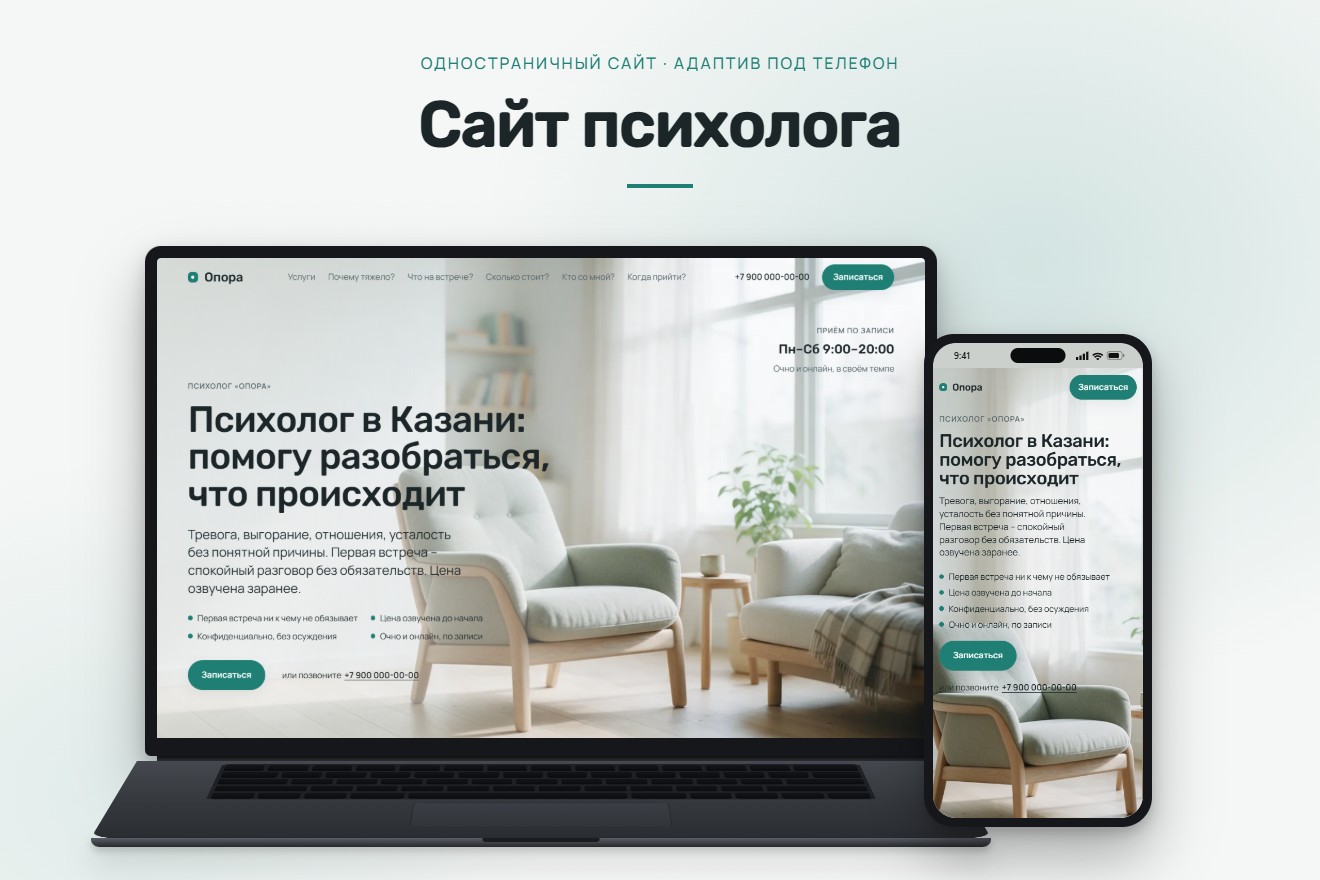 ОДНОСТРАНИЧНЫЙ САЙТ · АДАПТИВ ПОД ТЕЛЕФОН
Сайт психолога
Опора
Услуги Почему тяжело? Что на встрече? Сколько стоит? Кто со мной? Когда прийти?
+7 900 000-00-00
Записаться
ПРИЁМ ПО ЗАПИСИ
Пн–Сб 9:00–20:00
Очно и онлайн, в своём темпе
ПСИХОЛОГ «ОПОРА»
Психолог в Казани:
помогу разобраться,
что происходит
Тревога, выгорание, отношения, усталость
без понятной причины. Первая встреча –
спокойный разговор без обязательств. Цена
озвучена заранее.
Первая встреча ни к чему не обязывает
Цена озвучена до начала
Конфиденциально, без осуждения
Очно и онлайн, по записи
Записаться
или позвоните +7 900 000-00-00
9:41
Опора
Записаться
ПСИХОЛОГ «ОПОРА»
Психолог в Казани:
помогу разобраться,
что происходит
Тревога, выгорание, отношения,
усталость без понятной причины.
Первая встреча – спокойный
разговор без обязательств. Цена
озвучена заранее.
Первая встреча ни к чему не обязывает
Цена озвучена до начала
Конфиденциально, без осуждения
Очно и онлайн, по записи
Записаться
или позвоните +7 900 000-00-00